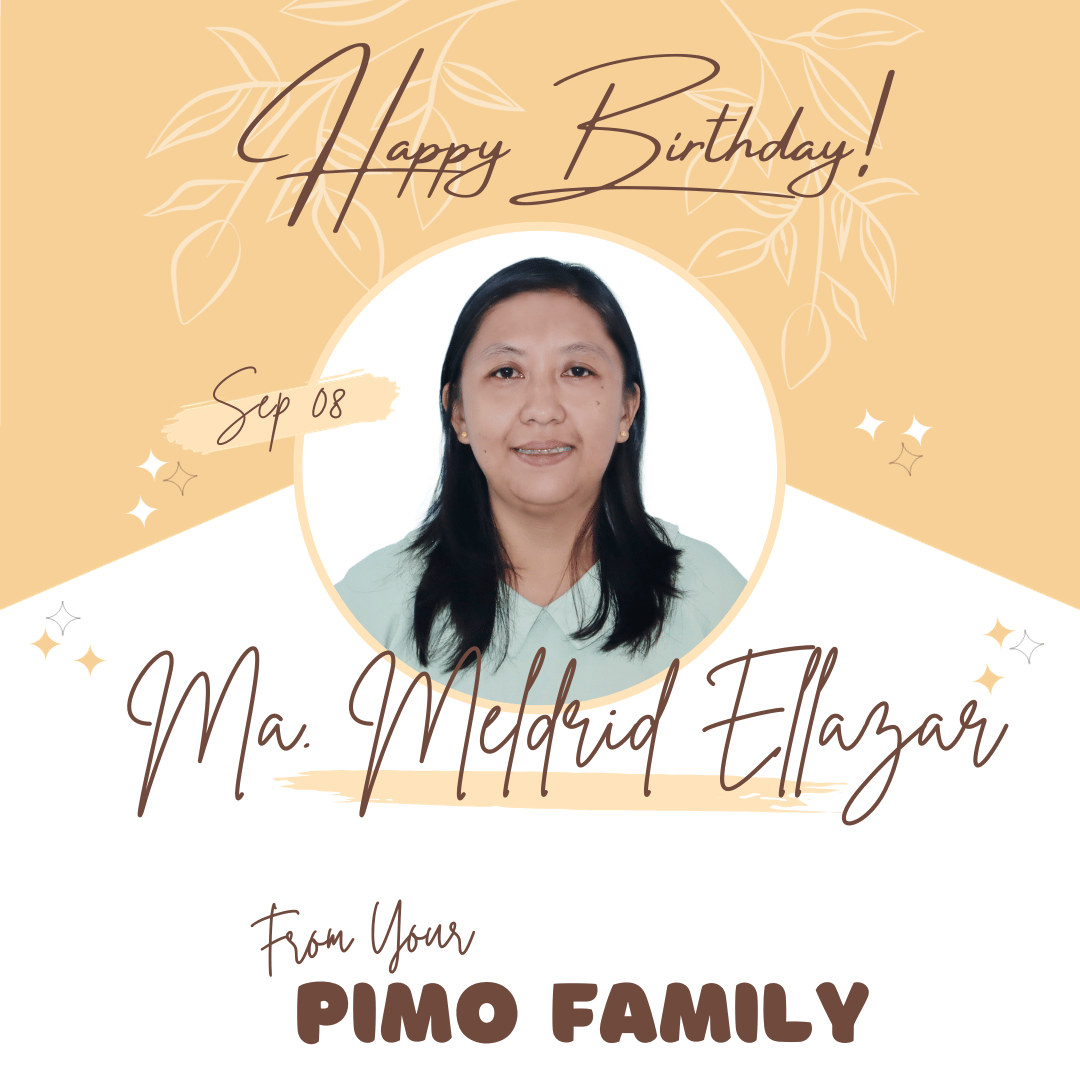 Happy Birthday!
Sep 08
Ma. Meldrid Ellazar
From Your
PIMO FAMILY